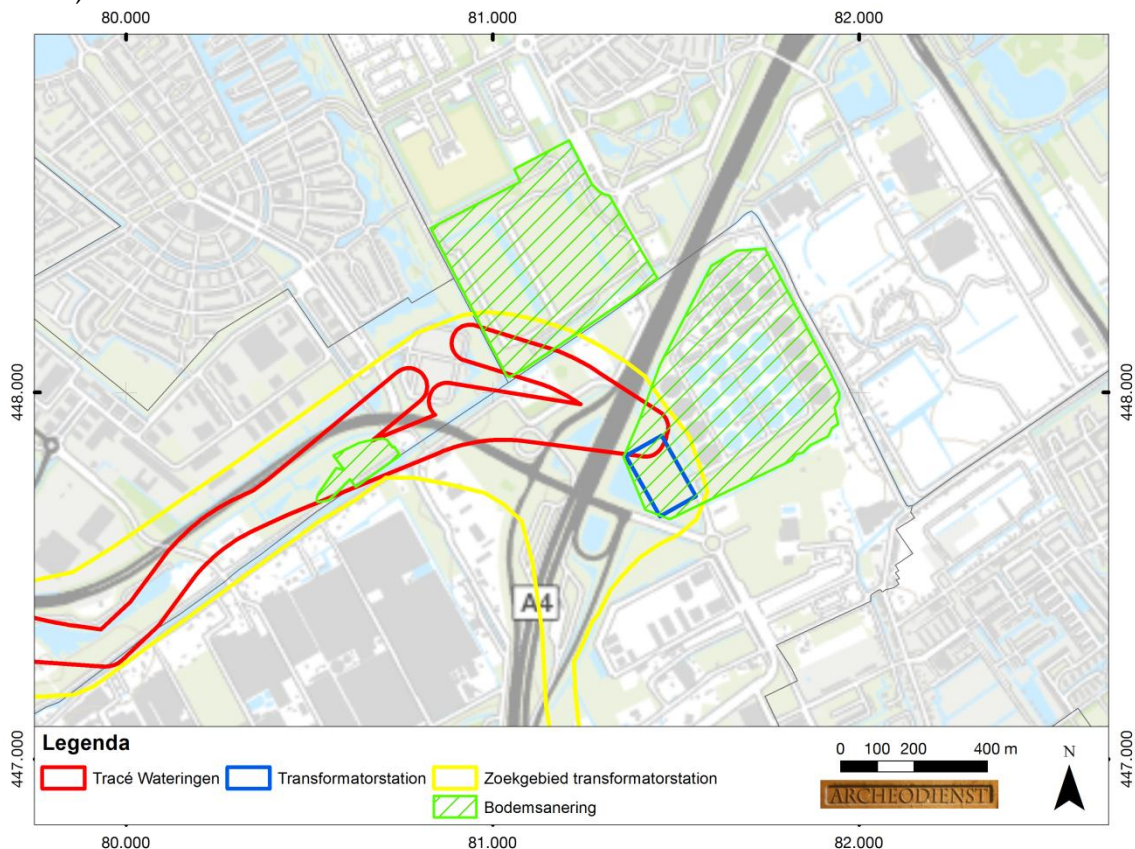 80.000 81.000 82.000
448.000 448.000
A4
447.000 447.000
Legenda
Tracé Wateringen Transformatorstation Zoekgebied transformatorstation
Bodemsanering
0 100 200 400 m
N
ARCHEODIENST
80.000 81.000 82.000